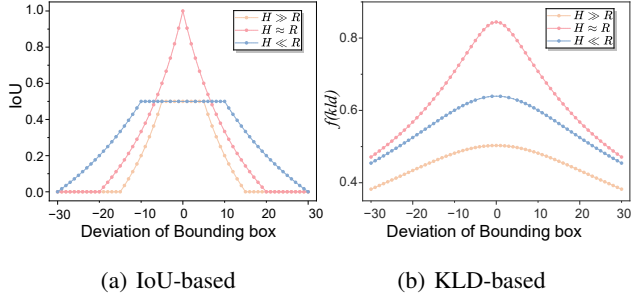 1.0
0.8
0.6
0.4
0.2
0.0
IoU
−30 −20 −10 0 10 20 30
Deviation of Bounding box
H ≫ R
H ≈ R
H ≪ R
(a) IoU-based
0.8
0.6
0.4
f(kld)
−30 −20 −10 0 10 20 30
Deviation of Bounding box
H ≫ R
H ≈ R
H ≪ R
(b) KLD-based